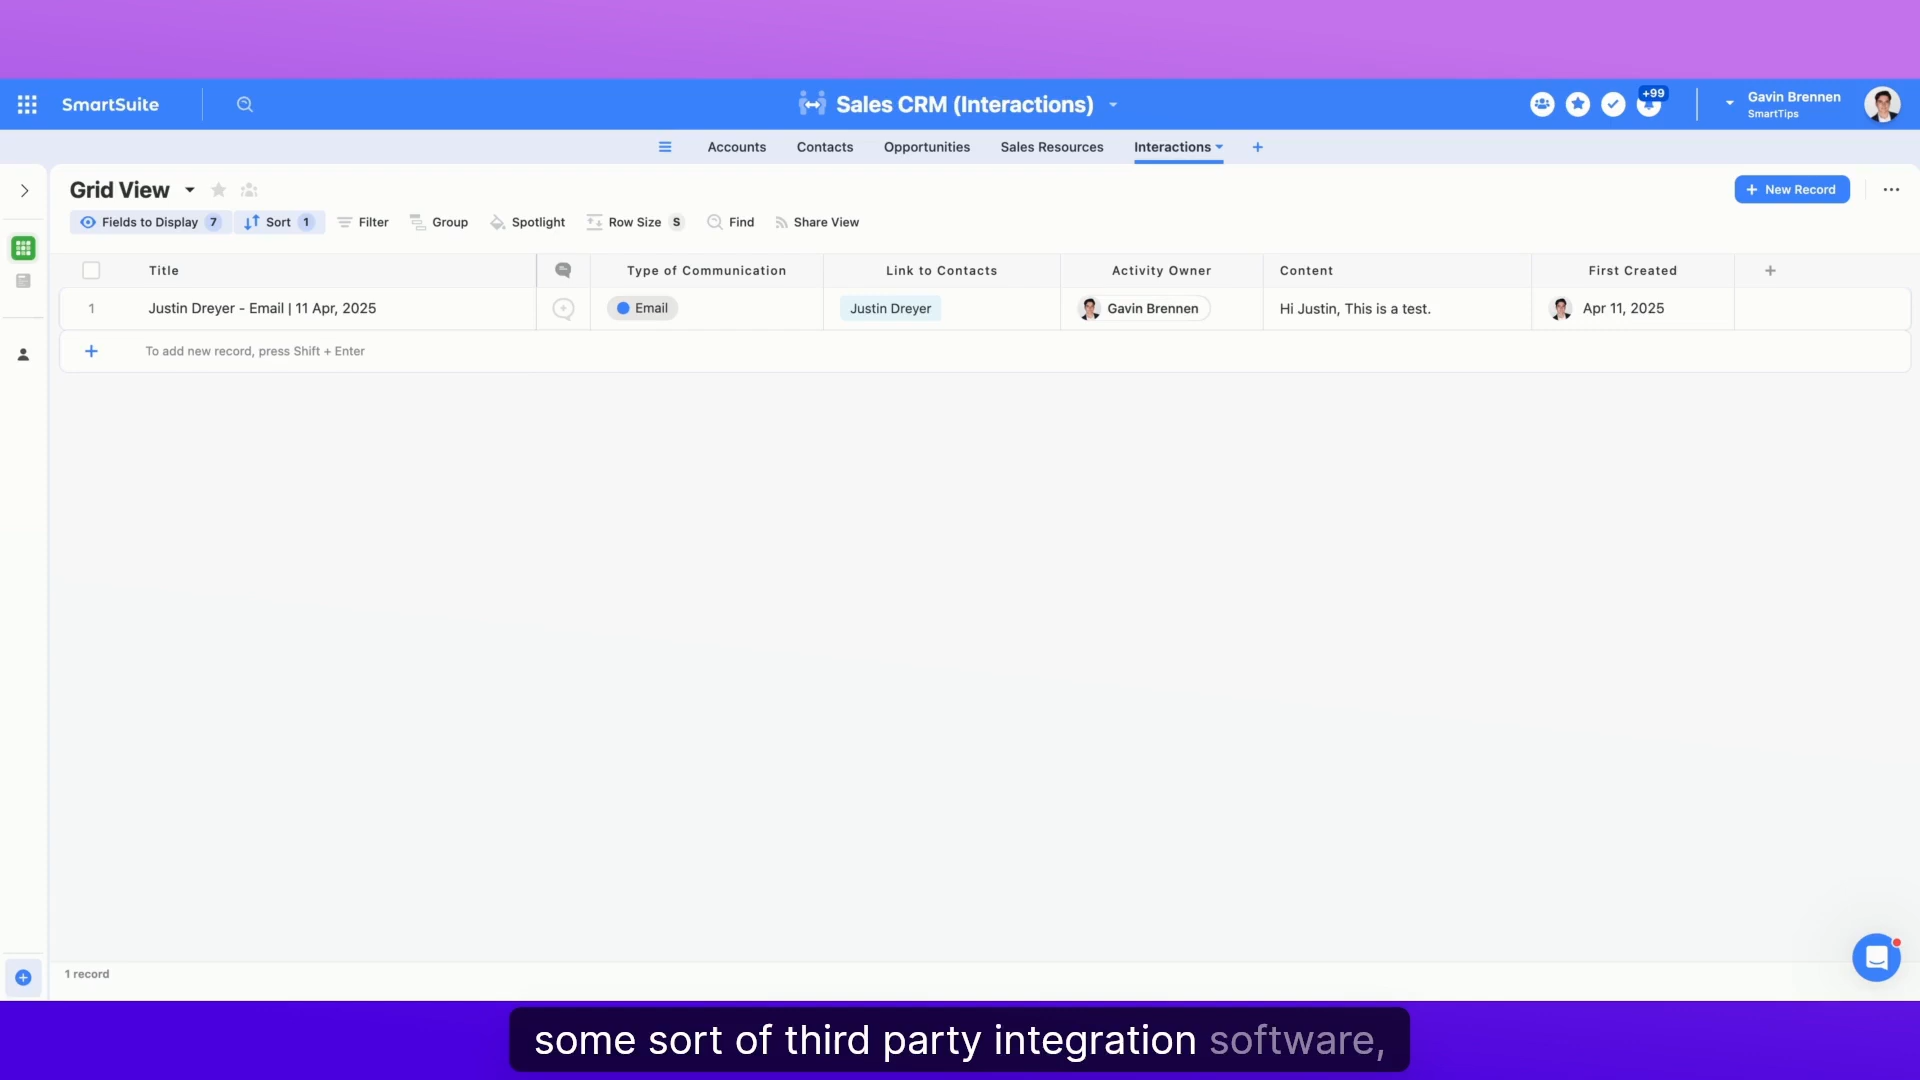 SmartSuite
Sales CRM (Interactions)
+99
Gavin Brennen
SmartTips
Accounts
Contacts
Opportunities
Sales Resources
Interactions
+
Grid View
+ New Record
Fields to Display 7
Sort 1
Filter
Group
Spotlight
Row Size S
Find
Share View
Title
Type of Communication
Link to Contacts
Activity Owner
Content
First Created
+
1
Justin Dreyer - Email | 11 Apr, 2025
Email
Justin Dreyer
Gavin Brennen
Hi Justin, This is a test.
Apr 11, 2025
+
To add new record, press Shift + Enter
1 record
some sort of third party integration software,